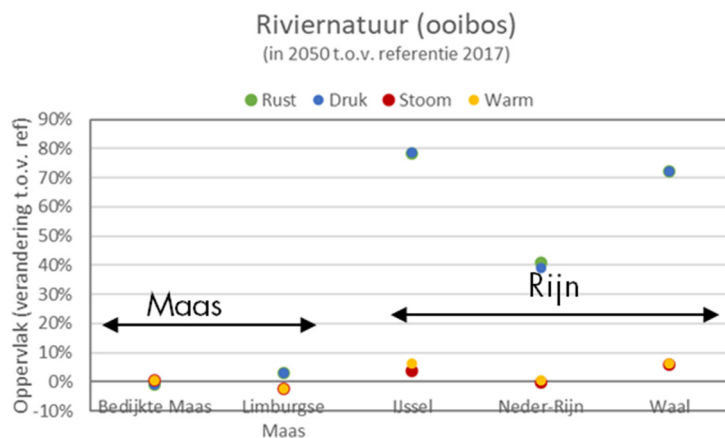 Riviernatuur (ooibos)
(in 2050 t.o.v. referentie 2017)
Rust Druk Stoom Warm
Oppervlak (verandering t.o.v. ref)
90%
80%
70%
60%
50%
40%
30%
20%
10%
0%
-10%
Maas
Rijn
Bedijkte Maas
Limburgse
Maas
IJssel
Neder-Rijn
Waal